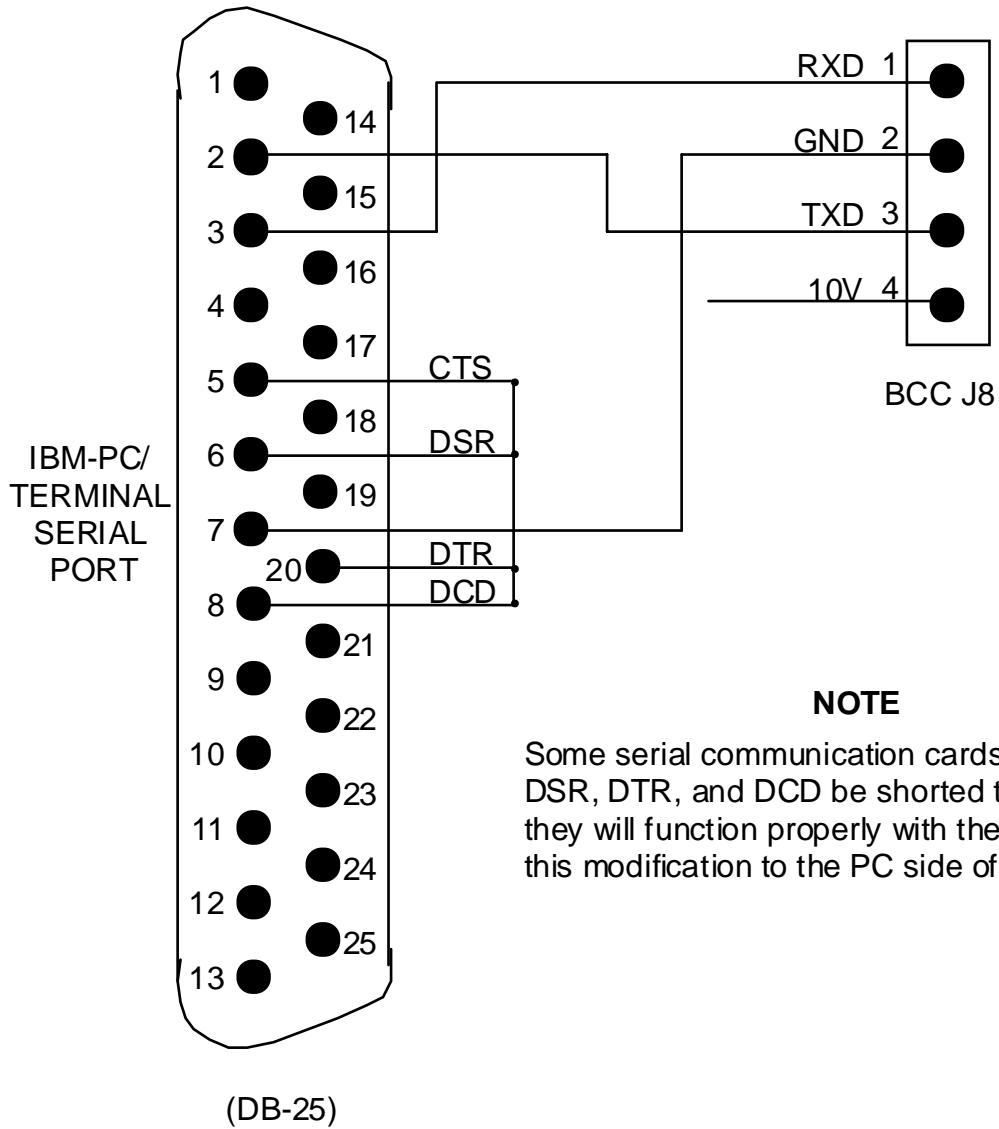 1
14
2
15
3
16
4
17
5
18
6
19
7
20
8
21
9
22
10
23
11
24
12
25
13
IBM-PC/
TERMINAL
SERIAL
PORT
(DB-25)
CTS
DSR
DTR
DCD
RXD 1
GND 2
TXD 3
10V 4
BCC J8
NOTE
Some serial communication cards
DSR, DTR, and DCD be shorted
they will function properly with the
this modification to the PC side of